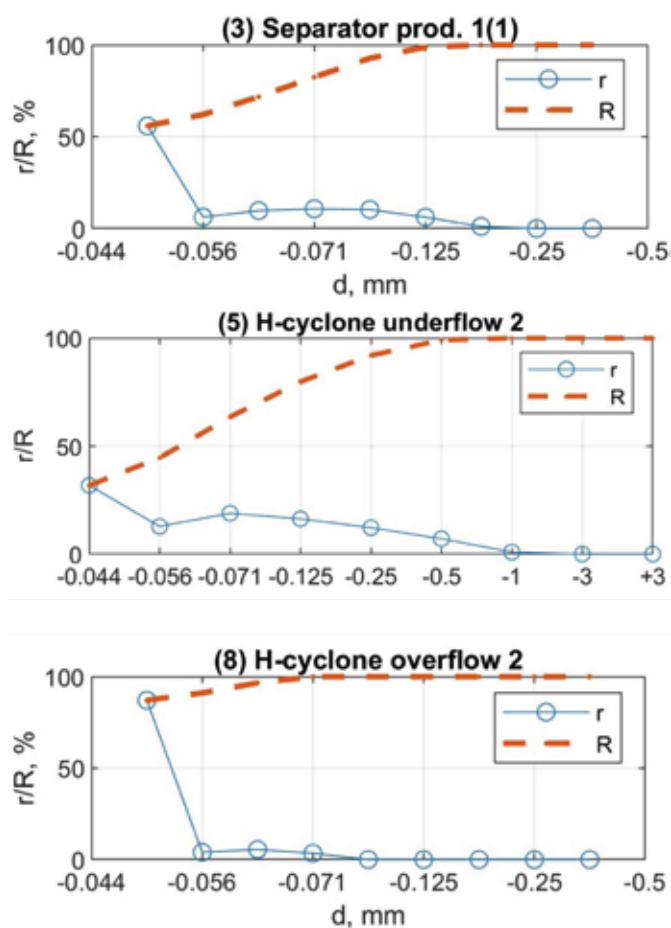 (3) Separator prod. 1(1)
100
50
0
r/R, %
r
R
-0.044 -0.056 -0.071 -0.125 -0.25 -0.5
d, mm
(5) H-cyclone underflow 2
100
50
0
r/R
r
R
-0.044 -0.056 -0.071 -0.125 -0.25 -0.5 -1 -3 +3
(8) H-cyclone overflow 2
100
50
0
r/R, %
r
R
-0.044 -0.056 -0.071 -0.125 -0.25 -0.5
d, mm